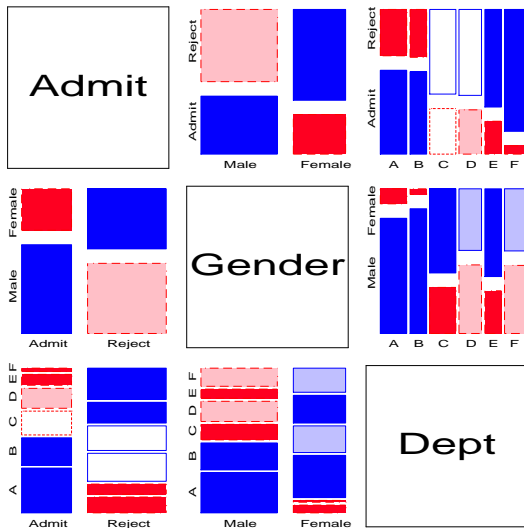 Admit
Admit Reject
Male Female
Admit Reject
A B C D E F
Male Female
Admit Reject
Gender
Male Female
A B C D E F
A B C D E F
Admit Reject
A B C D E F
Male Female
Dept